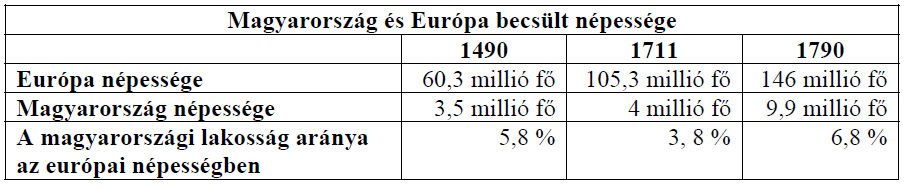 Magyarország és Európa becsült népessége
1490 1711 1790
Európa népessége 60,3 millió fő 105,3 millió fő 146 millió fő
Magyarország népessége 3,5 millió fő 4 millió fő 9,9 millió fő
A magyarországi lakosság aránya 5,8 % 3, 8 % 6,8 %
az európai népességben